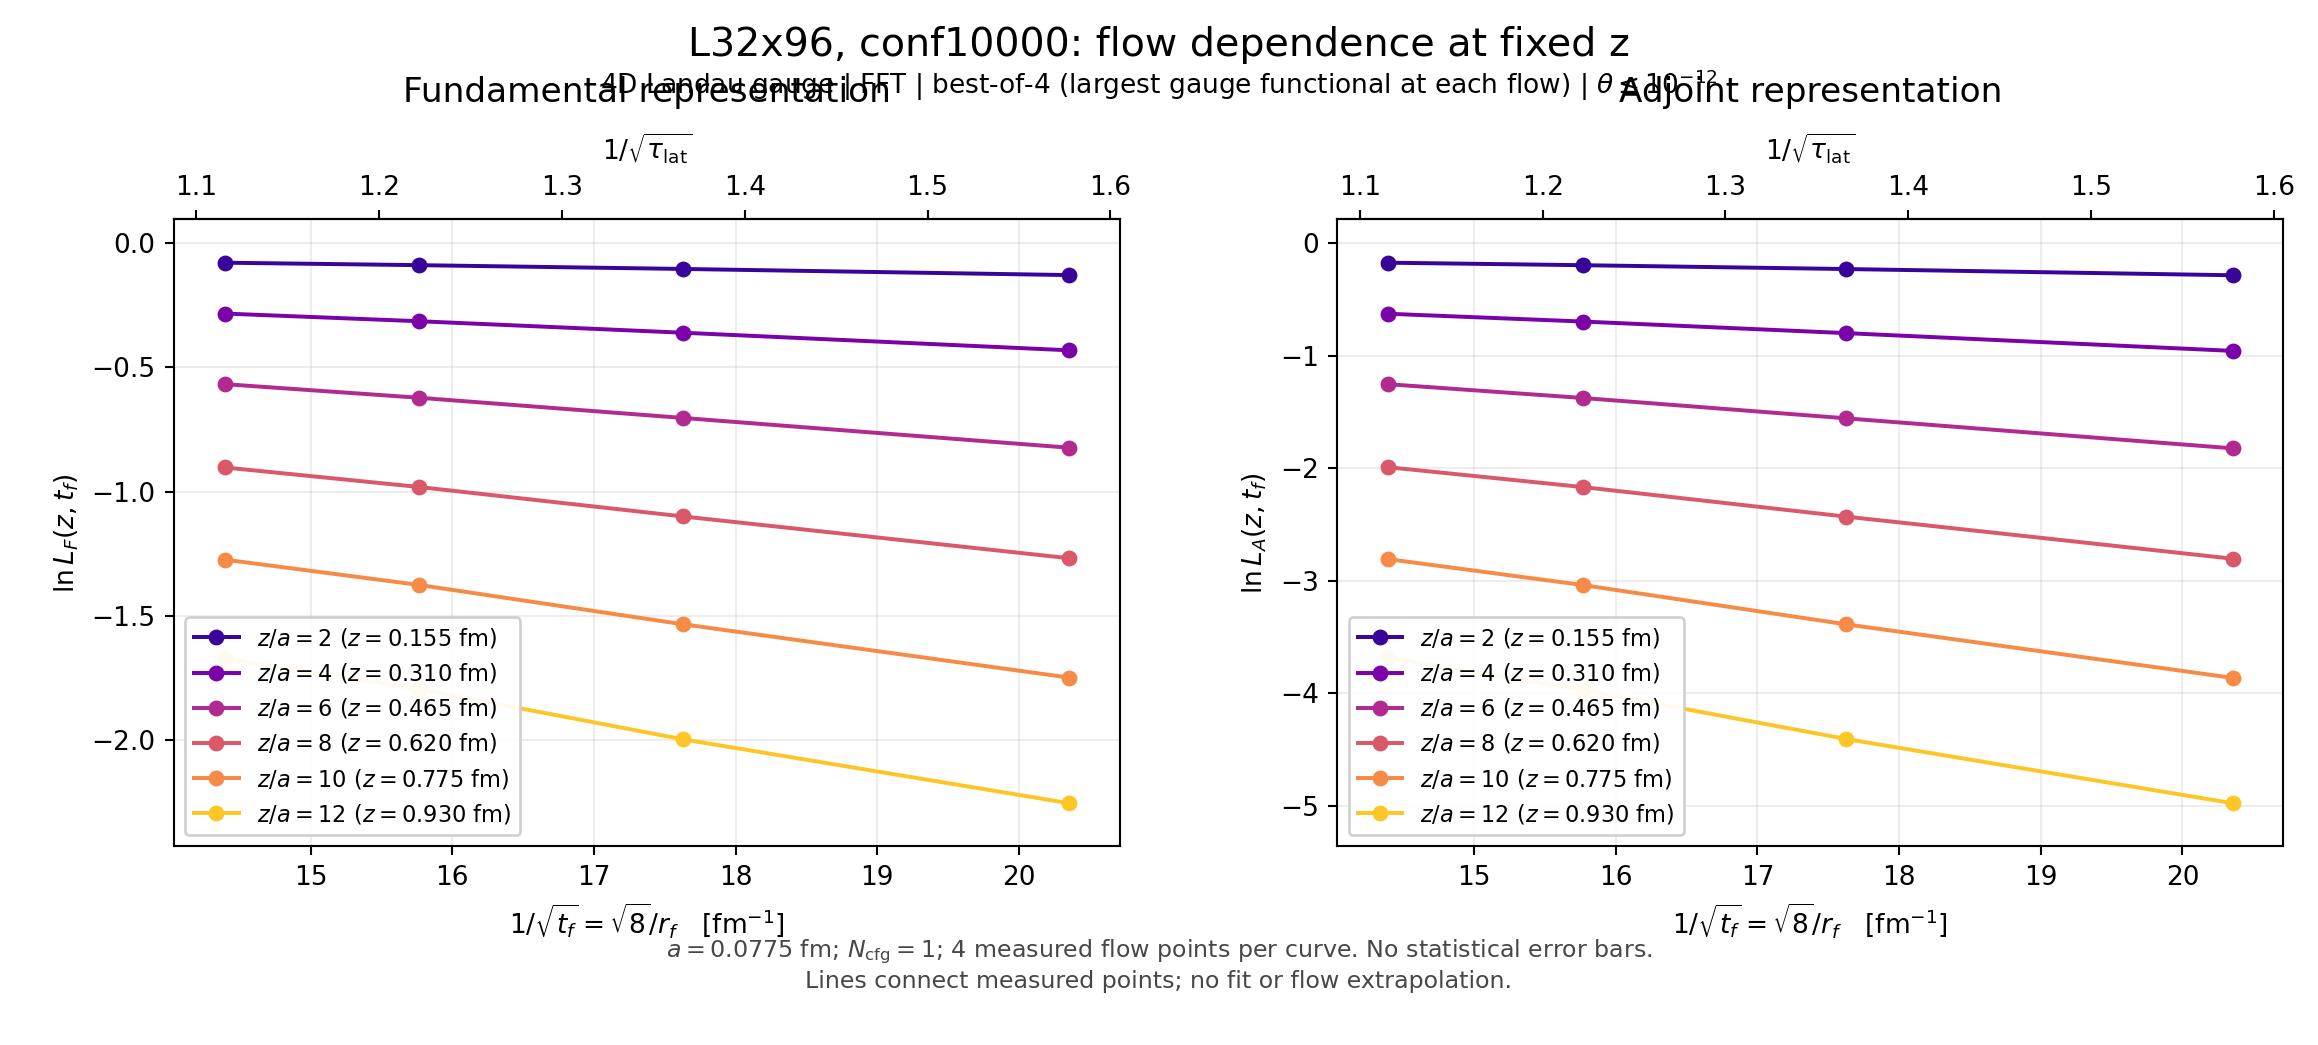 L32x96, conf10000: flow dependence at fixed z
4D Landau gauge | FFT | best-of-4 (largest gauge functional at each flow) | θ ≤ 10⁻¹²
Fundamental representation
1/√τ_lat
1.1 1.2 1.3 1.4 1.5 1.6
0.0
−0.5
−1.0
−1.5
−2.0
ln L_F(z, t_f)
z/a = 2 (z = 0.155 fm)
z/a = 4 (z = 0.310 fm)
z/a = 6 (z = 0.465 fm)
z/a = 8 (z = 0.620 fm)
z/a = 10 (z = 0.775 fm)
z/a = 12 (z = 0.930 fm)
15 16 17 18 19 20
1/√t_f = √8/r_f [fm⁻¹]
Adjoint representation
1/√τ_lat
1.1 1.2 1.3 1.4 1.5 1.6
0
−1
−2
−3
−4
−5
ln L_A(z, t_f)
z/a = 2 (z = 0.155 fm)
z/a = 4 (z = 0.310 fm)
z/a = 6 (z = 0.465 fm)
z/a = 8 (z = 0.620 fm)
z/a = 10 (z = 0.775 fm)
z/a = 12 (z = 0.930 fm)
15 16 17 18 19 20
1/√t_f = √8/r_f [fm⁻¹]
a = 0.0775 fm; N_cfg = 1; 4 measured flow points per curve. No statistical error bars.
Lines connect measured points; no fit or flow extrapolation.